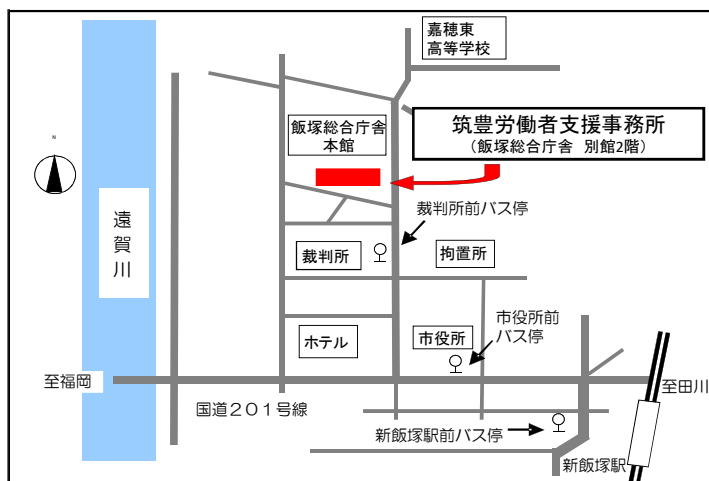 嘉穂東
高等学校
筑豊労働者支援事務所
（飯塚総合庁舎 別館2階）
飯塚総合庁舎
本館
N
遠賀川
裁判所前バス停
裁判所
拘置所
市役所前
バス停
ホテル
市役所
至福岡
至田川
国道２０１号線
新飯塚駅前バス停
新飯塚駅